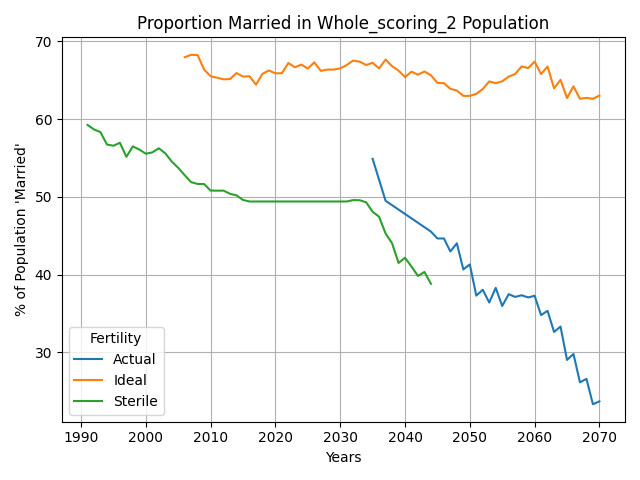 Proportion Married in Whole_scoring_2 Population
70
60
50
40
30
% of Population 'Married'
Fertility
Actual
Ideal
Sterile
1990 2000 2010 2020 2030 2040 2050 2060 2070
Years